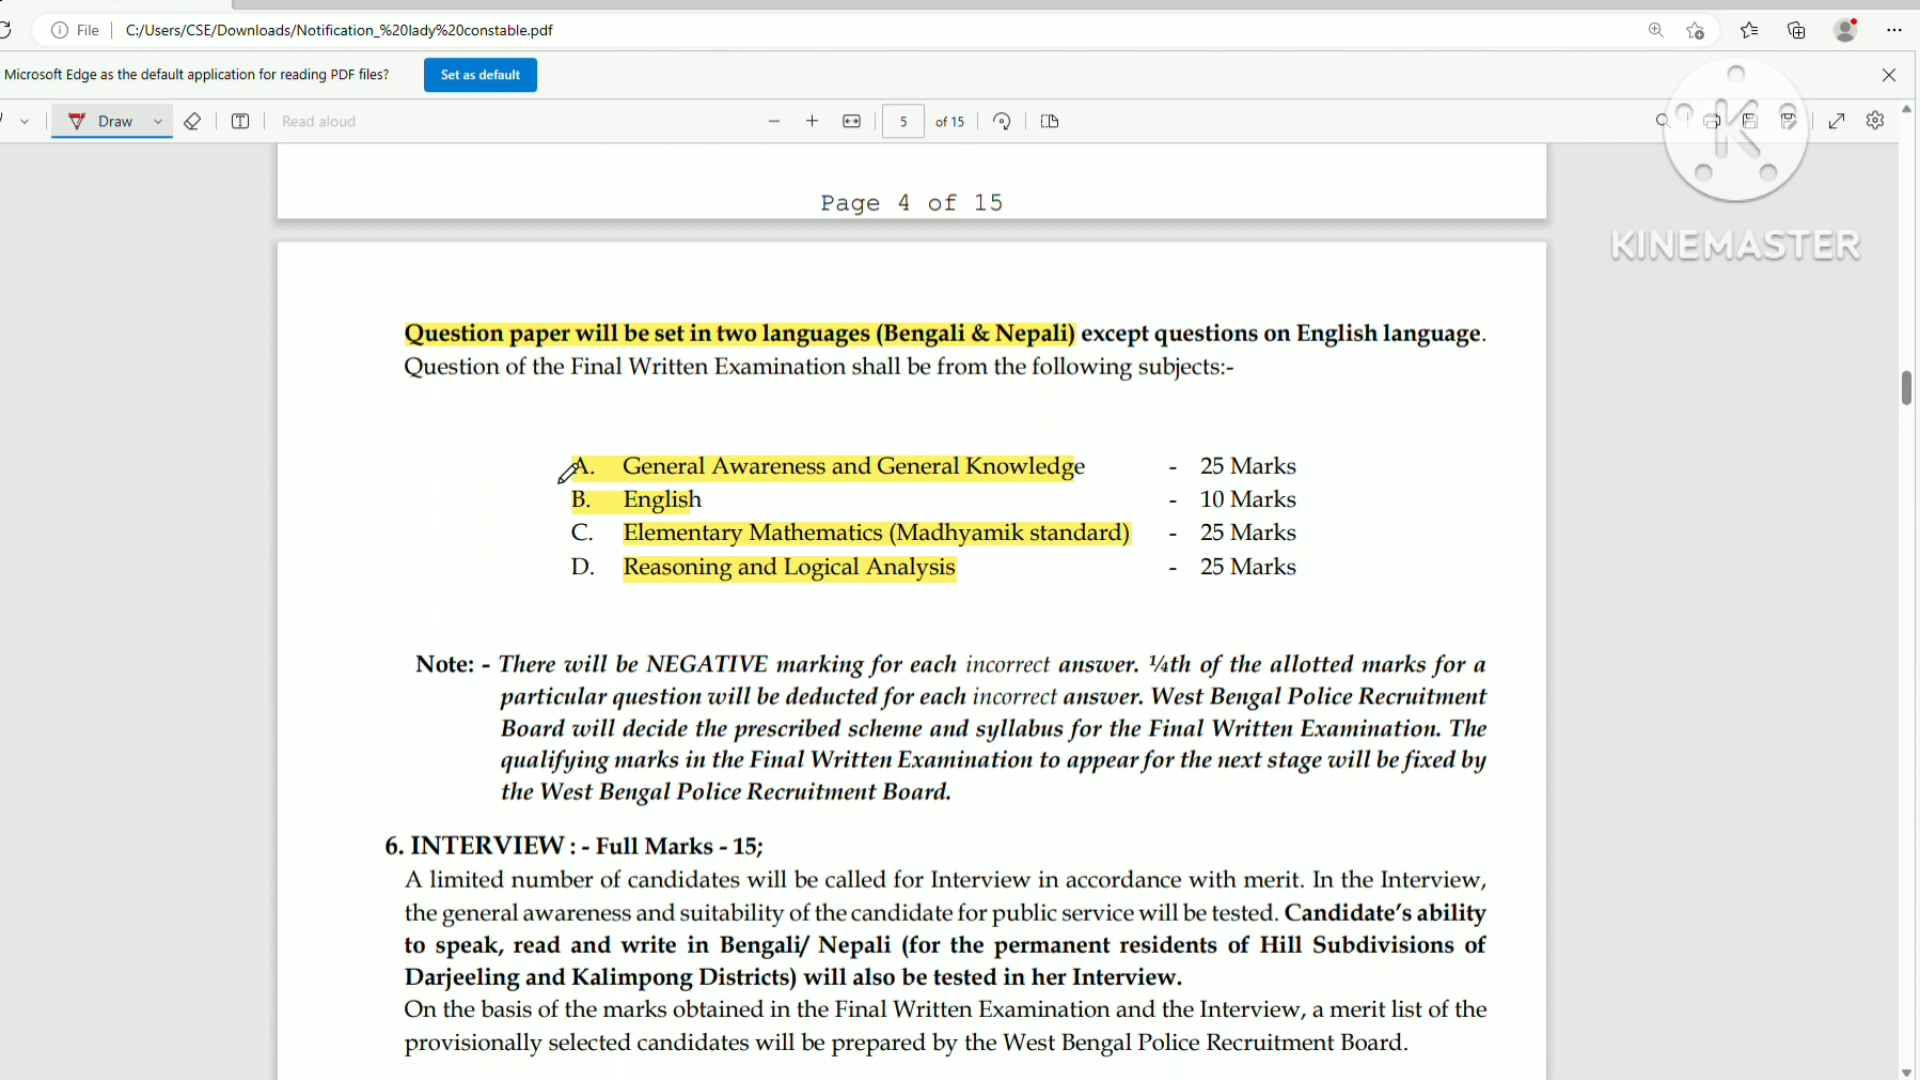 File
C:/Users/CSE/Downloads/Notification_%20lady%20constable.pdf
Microsoft Edge as the default application for reading PDF files?
Set as default
Draw
Read aloud
5 of 15
K
KINEMASTER
Page 4 of 15
Question paper will be set in two languages (Bengali & Nepali) except questions on English language.
Question of the Final Written Examination shall be from the following subjects:-
A. General Awareness and General Knowledge - 25 Marks
B. English - 10 Marks
C. Elementary Mathematics (Madhyamik standard) - 25 Marks
D. Reasoning and Logical Analysis - 25 Marks
Note: - There will be NEGATIVE marking for each incorrect answer. ¼th of the allotted marks for a
particular question will be deducted for each incorrect answer. West Bengal Police Recruitment
Board will decide the prescribed scheme and syllabus for the Final Written Examination. The
qualifying marks in the Final Written Examination to appear for the next stage will be fixed by
the West Bengal Police Recruitment Board.
6. INTERVIEW : - Full Marks - 15;
A limited number of candidates will be called for Interview in accordance with merit. In the Interview,
the general awareness and suitability of the candidate for public service will be tested. Candidate's ability
to speak, read and write in Bengali/ Nepali (for the permanent residents of Hill Subdivisions of
Darjeeling and Kalimpong Districts) will also be tested in her Interview.
On the basis of the marks obtained in the Final Written Examination and the Interview, a merit list of the
provisionally selected candidates will be prepared by the West Bengal Police Recruitment Board.